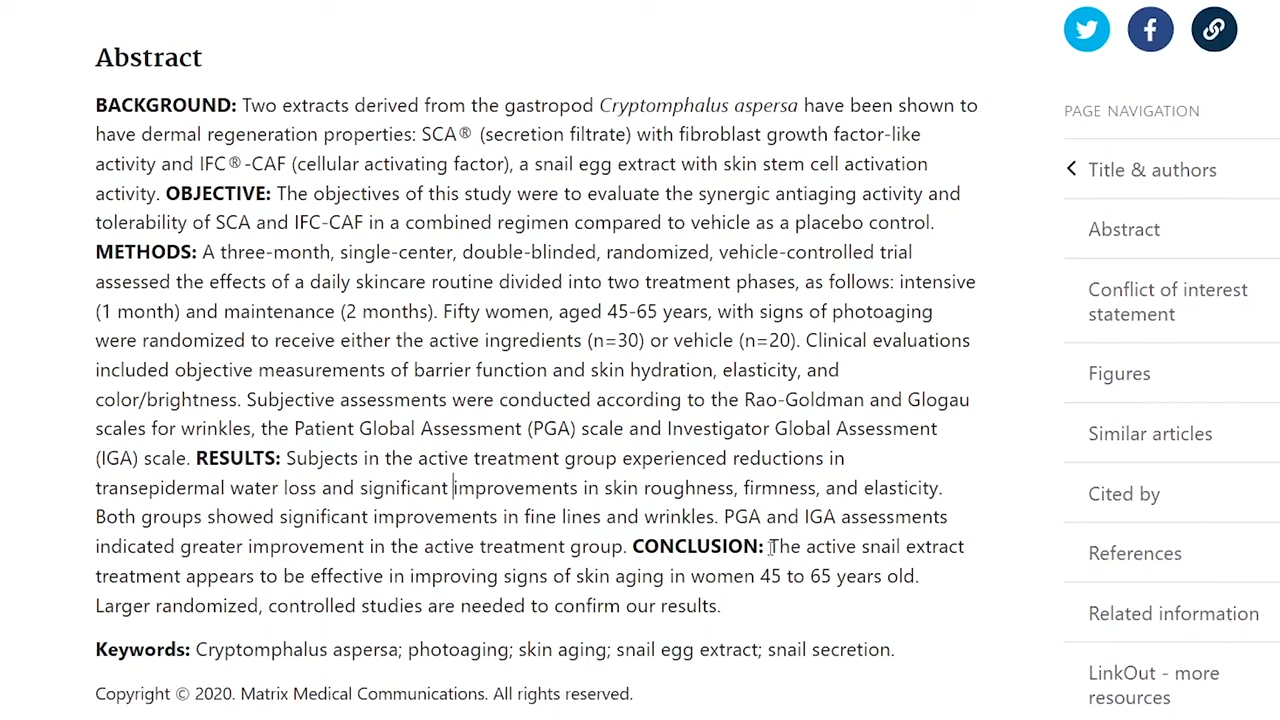 Abstract
BACKGROUND: Two extracts derived from the gastropod Cryptomphalus aspersa have been shown to
have dermal regeneration properties: SCA® (secretion filtrate) with fibroblast growth factor-like
activity and IFC®-CAF (cellular activating factor), a snail egg extract with skin stem cell activation
activity. OBJECTIVE: The objectives of this study were to evaluate the synergic antiaging activity and
tolerability of SCA and IFC-CAF in a combined regimen compared to vehicle as a placebo control.
METHODS: A three-month, single-center, double-blinded, randomized, vehicle-controlled trial
assessed the effects of a daily skincare routine divided into two treatment phases, as follows: intensive
(1 month) and maintenance (2 months). Fifty women, aged 45-65 years, with signs of photoaging
were randomized to receive either the active ingredients (n=30) or vehicle (n=20). Clinical evaluations
included objective measurements of barrier function and skin hydration, elasticity, and
color/brightness. Subjective assessments were conducted according to the Rao-Goldman and Glogau
scales for wrinkles, the Patient Global Assessment (PGA) scale and Investigator Global Assessment
(IGA) scale. RESULTS: Subjects in the active treatment group experienced reductions in
transepidermal water loss and significant improvements in skin roughness, firmness, and elasticity.
Both groups showed significant improvements in fine lines and wrinkles. PGA and IGA assessments
indicated greater improvement in the active treatment group. CONCLUSION: The active snail extract
treatment appears to be effective in improving signs of skin aging in women 45 to 65 years old.
Larger randomized, controlled studies are needed to confirm our results.
Keywords: Cryptomphalus aspersa; photoaging; skin aging; snail egg extract; snail secretion.
Copyright © 2020. Matrix Medical Communications. All rights reserved.
PAGE NAVIGATION
Title & authors
Abstract
Conflict of interest
statement
Figures
Similar articles
Cited by
References
Related information
LinkOut - more
resources